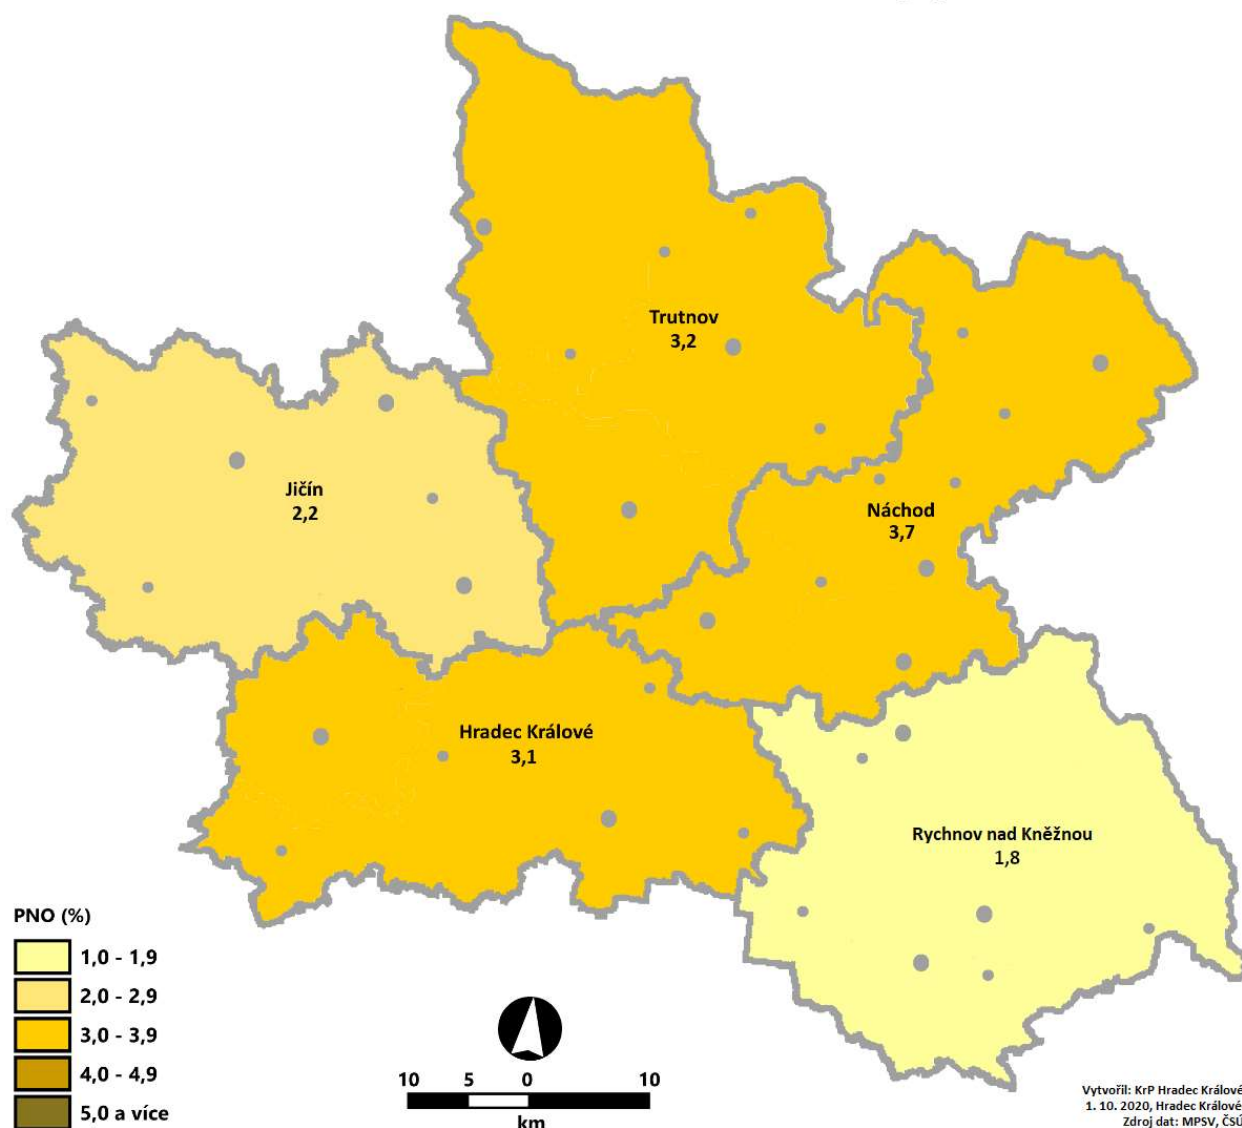 Trutnov
3,2
Jičín
2,2
Náchod
3,7
Hradec Králové
3,1
Rychnov nad Kněžnou
1,8
PNO (%)
1,0 - 1,9
2,0 - 2,9
3,0 - 3,9
4,0 - 4,9
5,0 a více
10 5 0 10
km
Vytvořil: KrP Hradec Králové
1. 10. 2020, Hradec Králové
Zdroj dat: MPSV, ČSÚ